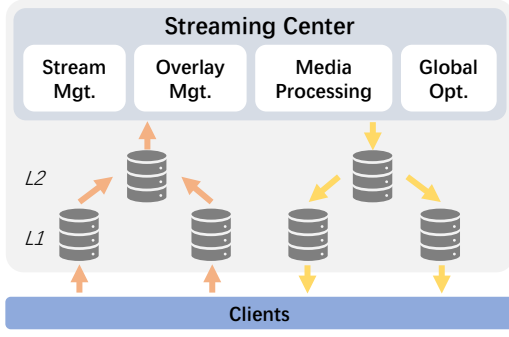 Streaming Center
Stream
Mgt.
Overlay
Mgt.
Media
Processing
Global
Opt.
L2
L1
Clients